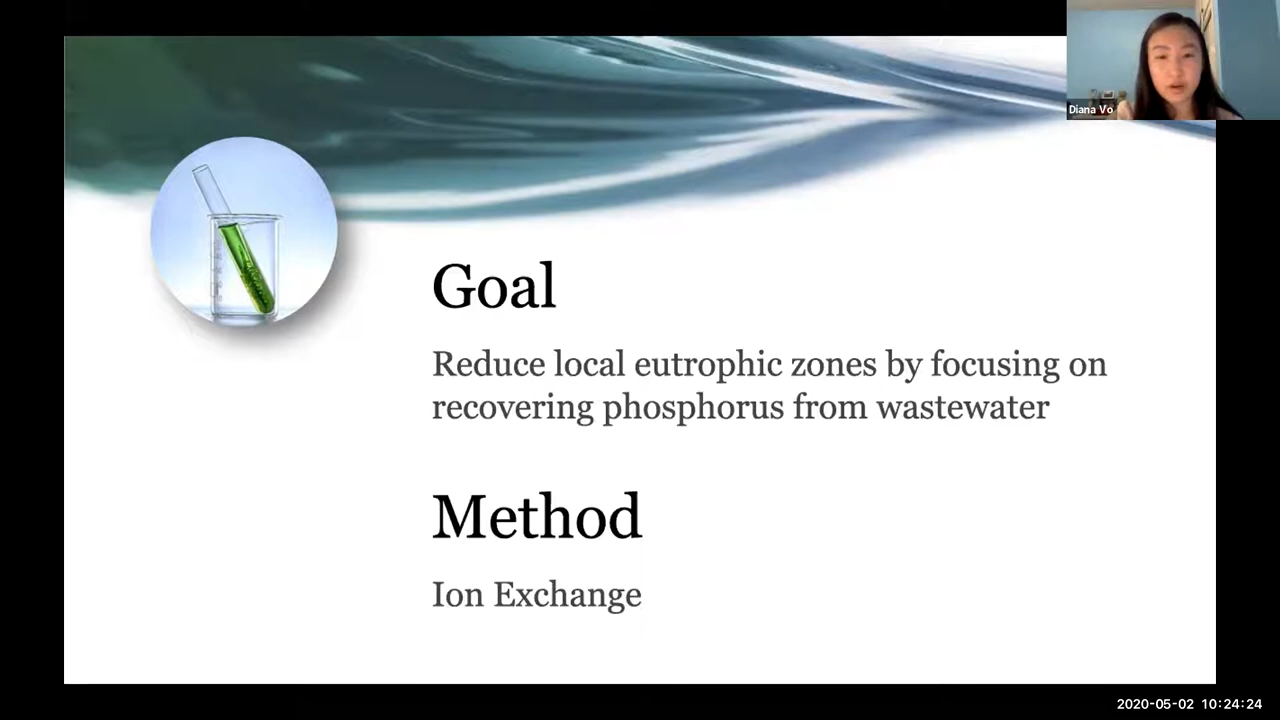 Diana Vo
Goal
Reduce local eutrophic zones by focusing on
recovering phosphorus from wastewater
Method
Ion Exchange
2020-05-02 10:24:24